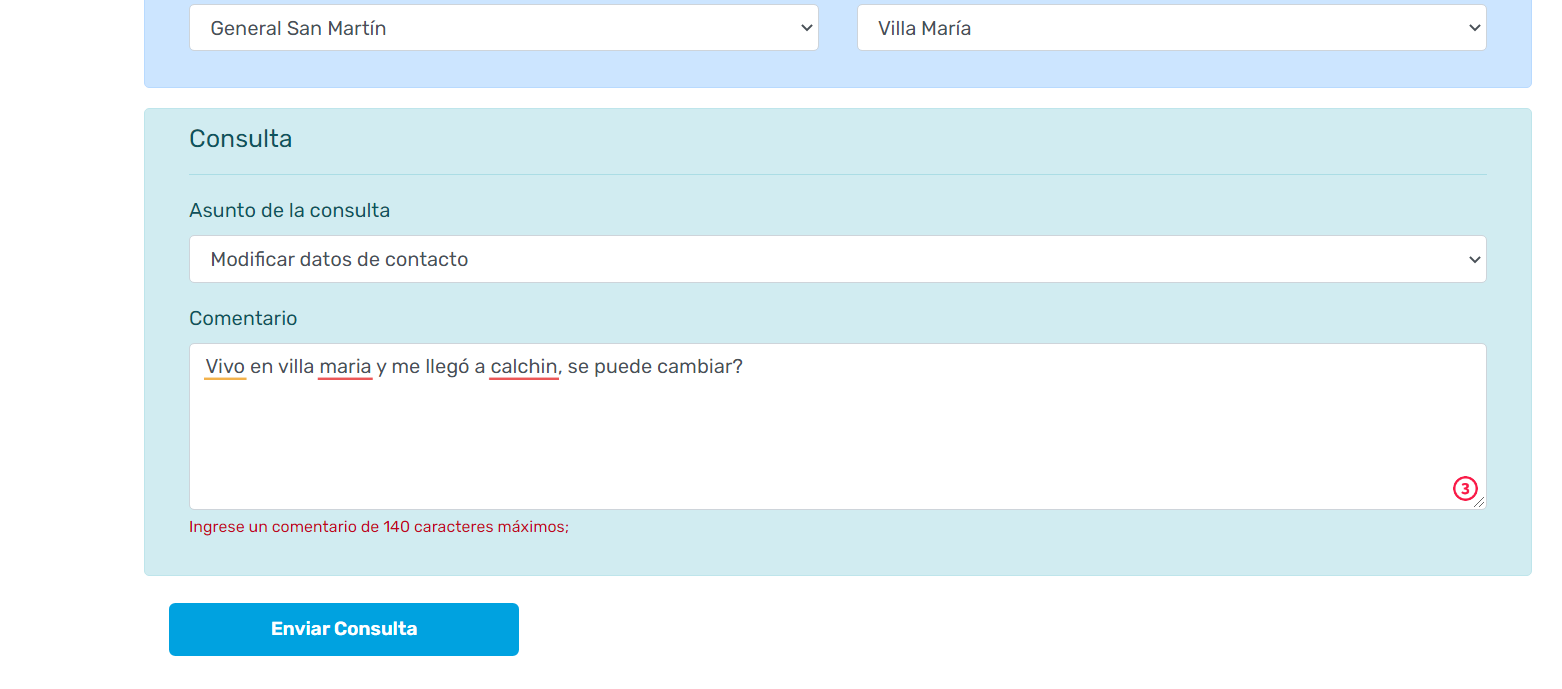 General San Martín
Villa María
Consulta
Asunto de la consulta
Modificar datos de contacto
Comentario
Vivo en villa maria y me llegó a calchin, se puede cambiar?
3
Ingrese un comentario de 140 caracteres máximos;
Enviar Consulta